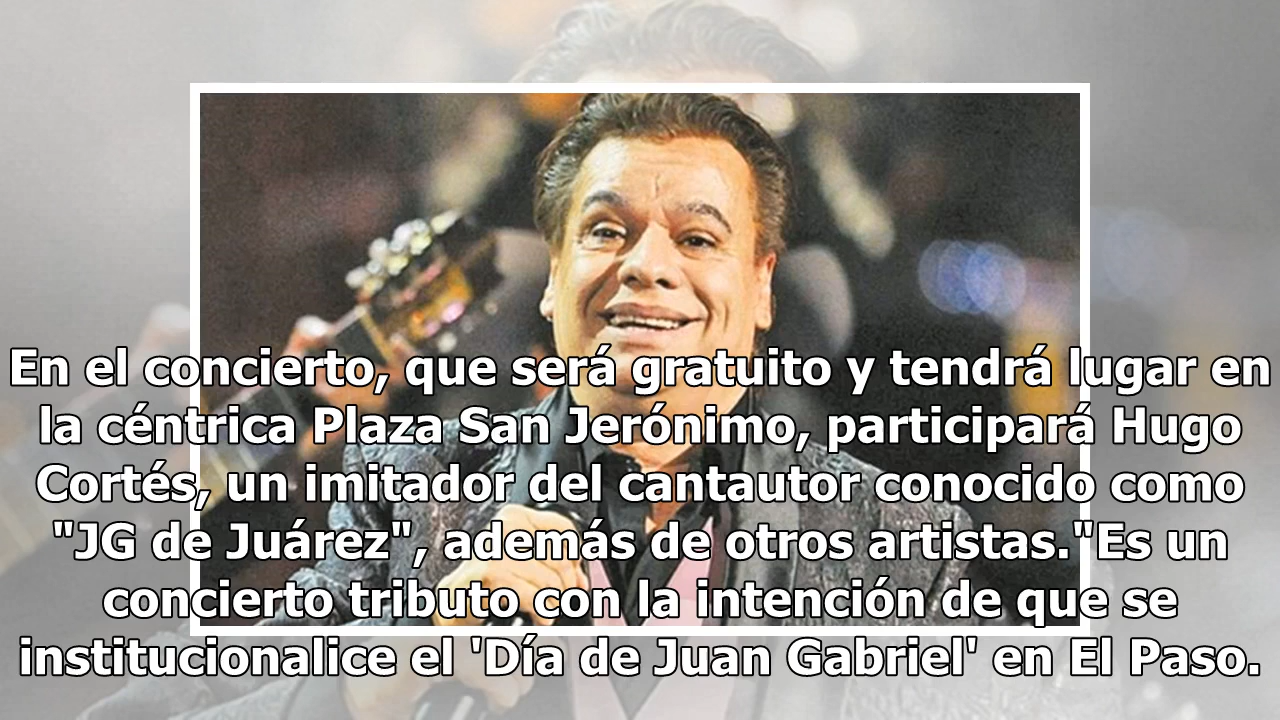 En el concierto, que será gratuito y tendrá lugar en
la céntrica Plaza San Jerónimo, participará Hugo
Cortés, un imitador del cantautor conocido como
"JG de Juárez", además de otros artistas."Es un
concierto tributo con la intención de que se
institucionalice el 'Día de Juan Gabriel' en El Paso.